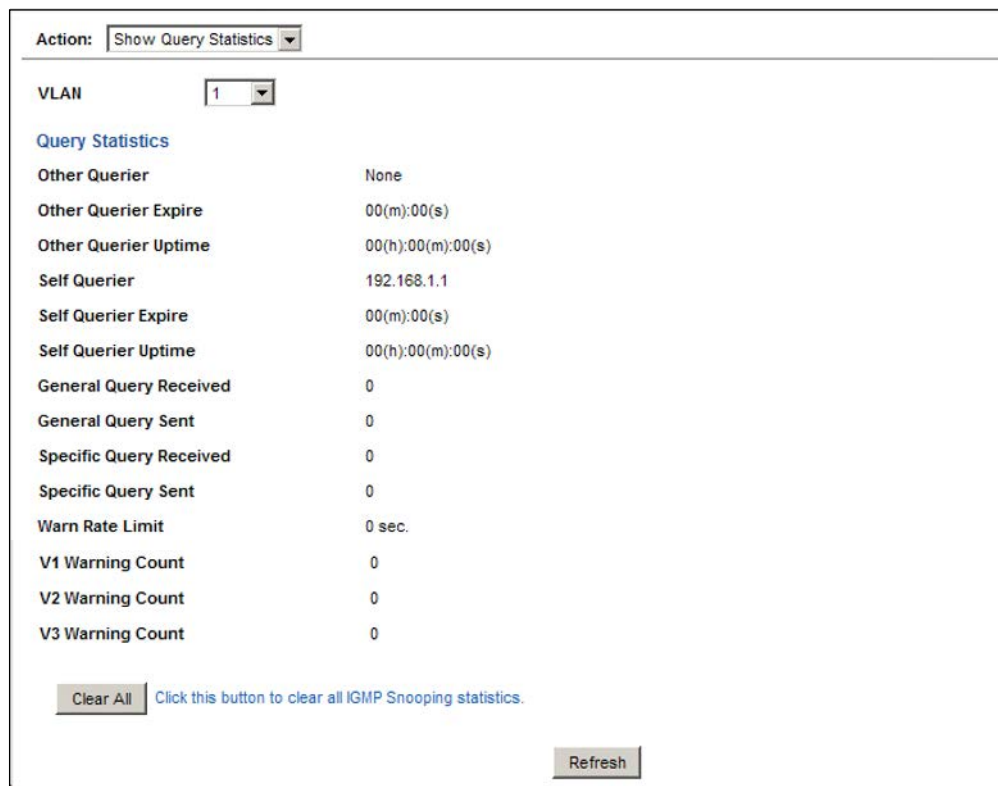 Action: Show Query Statistics
VLAN 1
Query Statistics
Other Querier None
Other Querier Expire 00(m):00(s)
Other Querier Uptime 00(h):00(m):00(s)
Self Querier 192.168.1.1
Self Querier Expire 00(m):00(s)
Self Querier Uptime 00(h):00(m):00(s)
General Query Received 0
General Query Sent 0
Specific Query Received 0
Specific Query Sent 0
Warn Rate Limit 0 sec.
V1 Warning Count 0
V2 Warning Count 0
V3 Warning Count 0
Clear All Click this button to clear all IGMP Snooping statistics.
Refresh